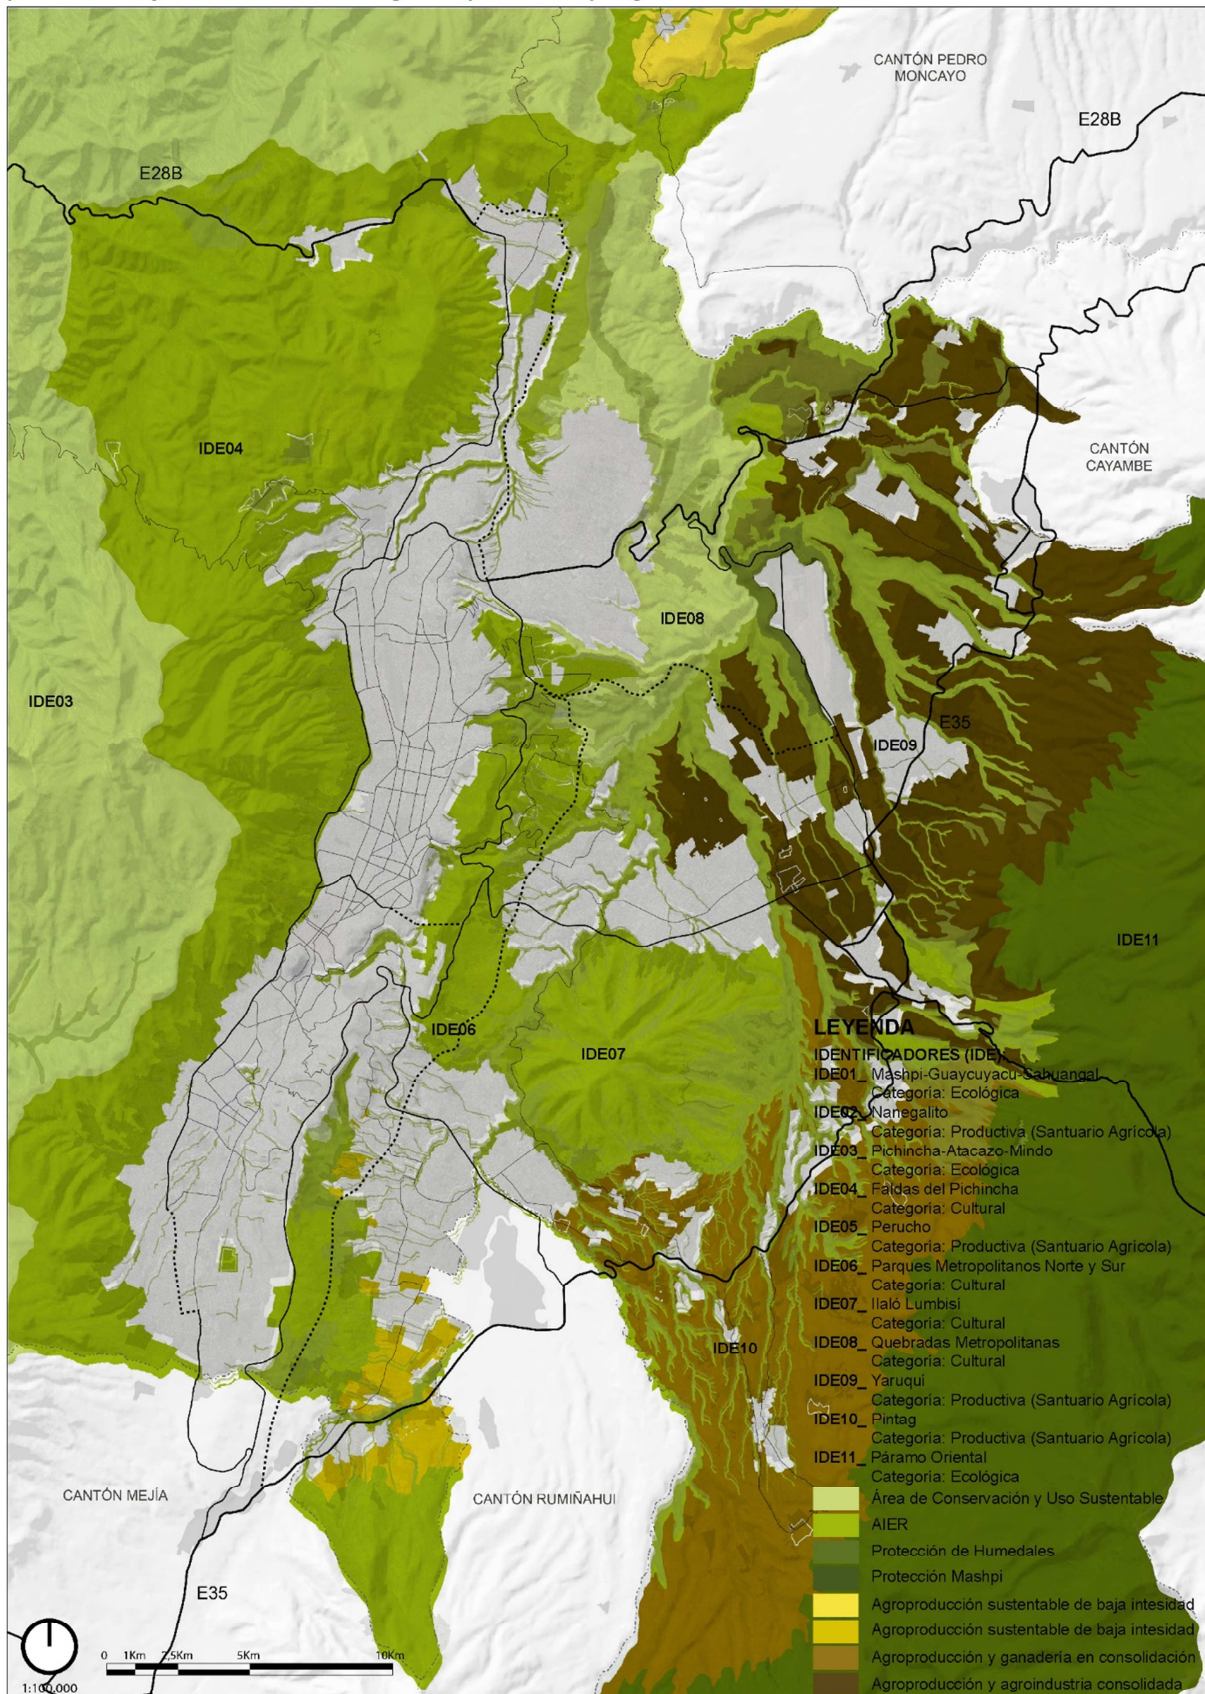 CANTÓN PEDRO
MONCAYO
E28B
E28B
IDE04
CANTÓN
CAYAMBE
IDE08
IDE03
E35
IDE09
IDE11
IDE06
IDE07
IDE10
CANTÓN MEJÍA
CANTÓN RUMIÑAHUI
E35
0 1Km 2,5Km 5Km 10Km
1:100,000
LEYENDA
IDENTIFICADORES (IDE):
IDE01_ Mashpi-Guaycuyacu-Sahuangal
Categoría: Ecológica
IDE02_ Nanegalito
Categoría: Productiva (Santuario Agrícola)
IDE03_ Pichincha-Atacazo-Mindo
Categoría: Ecológica
IDE04_ Faldas del Pichincha
Categoría: Cultural
IDE05_ Perucho
Categoría: Productiva (Santuario Agrícola)
IDE06_ Parques Metropolitanos Norte y Sur
Categoría: Cultural
IDE07_ Ilaló Lumbisí
Categoría: Cultural
IDE08_ Quebradas Metropolitanas
Categoría: Cultural
IDE09_ Yaruqui
Categoría: Productiva (Santuario Agrícola)
IDE10_ Pintag
Categoría: Productiva (Santuario Agrícola)
IDE11_ Páramo Oriental
Categoría: Ecológica
Área de Conservación y Uso Sustentable
AIER
Protección de Humedales
Protección Mashpi
Agroproducción sustentable de baja intesidad
Agroproducción sustentable de baja intesidad
Agroproducción y ganadería en consolidación
Agroproducción y agroindustria consolidada